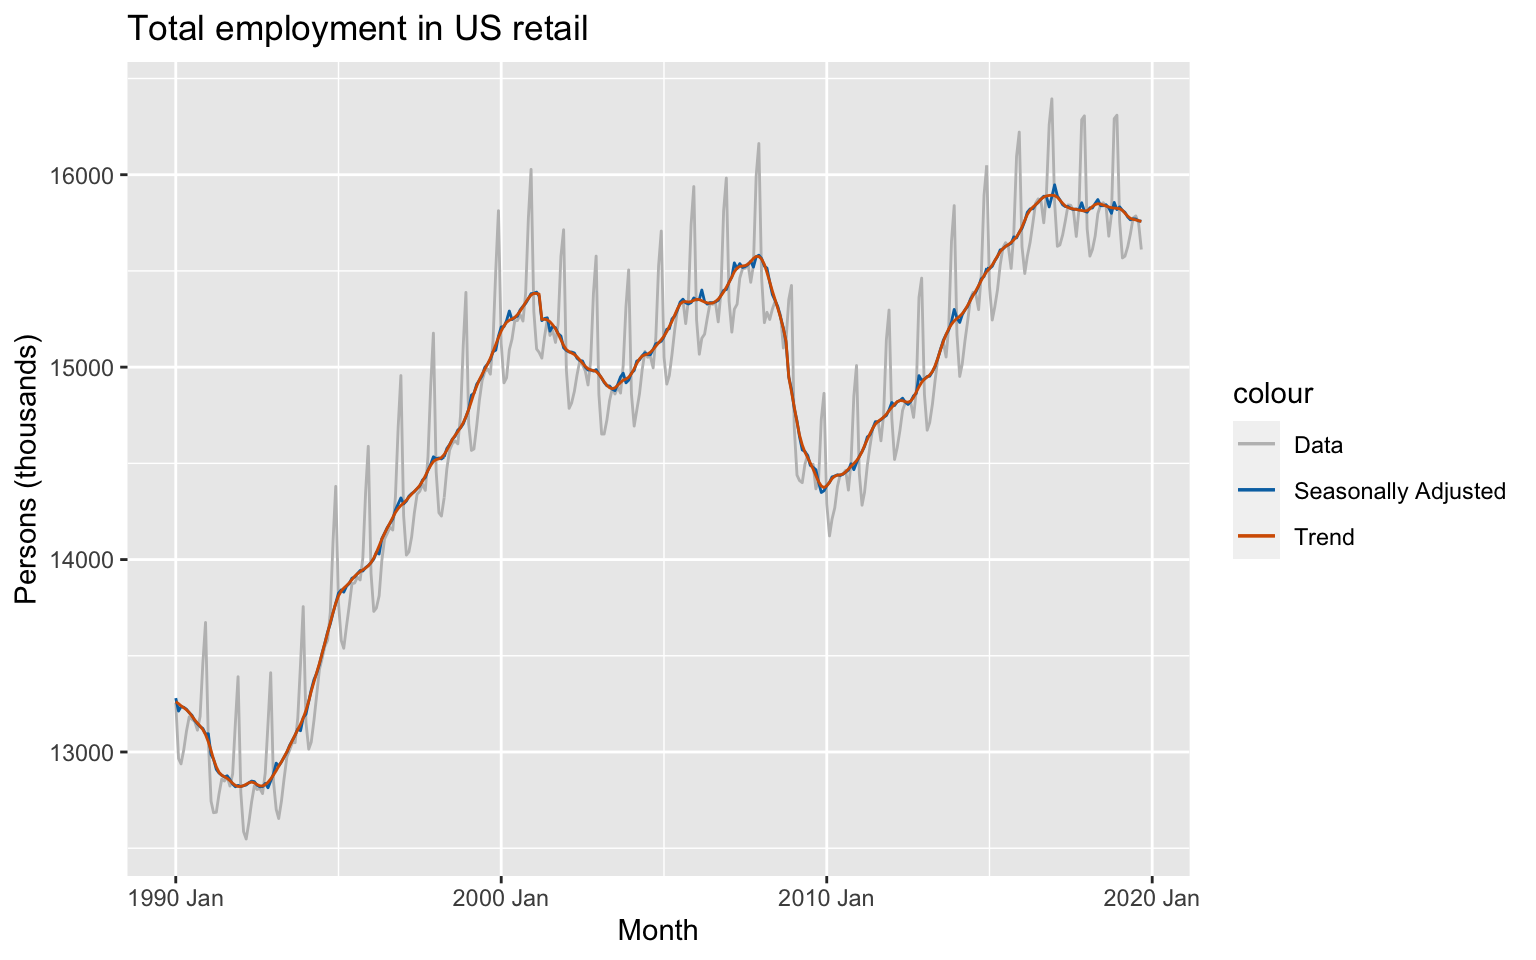 Total employment in US retail
Persons (thousands)
16000
15000
14000
13000
1990 Jan
2000 Jan
2010 Jan
2020 Jan
Month
colour
Data
Seasonally Adjusted
Trend